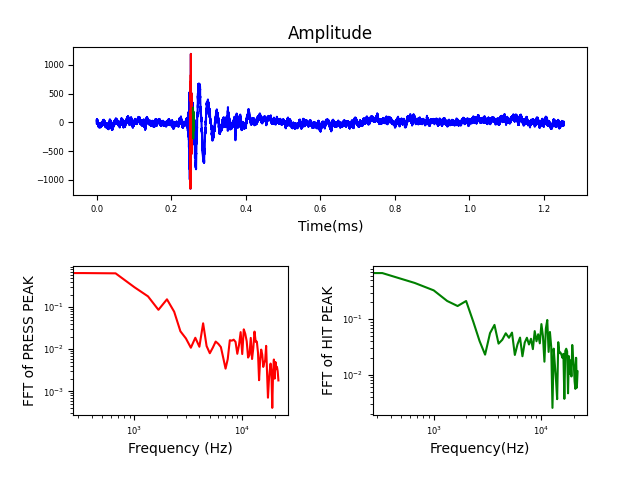 Amplitude
1000
500
0
−500
−1000
0.0 0.2 0.4 0.6 0.8 1.0 1.2
Time(ms)
FFT of PRESS PEAK
10⁻¹
10⁻²
10⁻³
10³ 10⁴
Frequency (Hz)
FFT of HIT PEAK
10⁻¹
10⁻²
10³ 10⁴
Frequency(Hz)